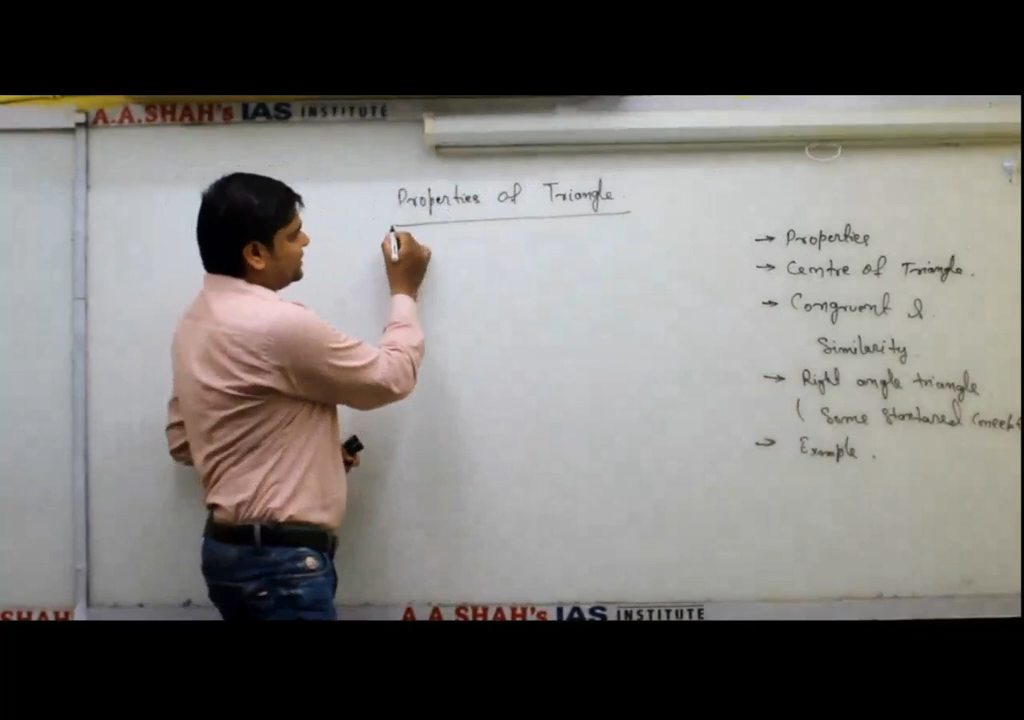 A.A.SHAH's IAS INSTITUTE
Properties of Triangle.
→ Properties
→ Centre of Triangle.
→ Congruent &
Similarity
→ Right angle triangle
( Some
→ Example.
SHAH
A.A.SHAH's IAS INSTITUTE